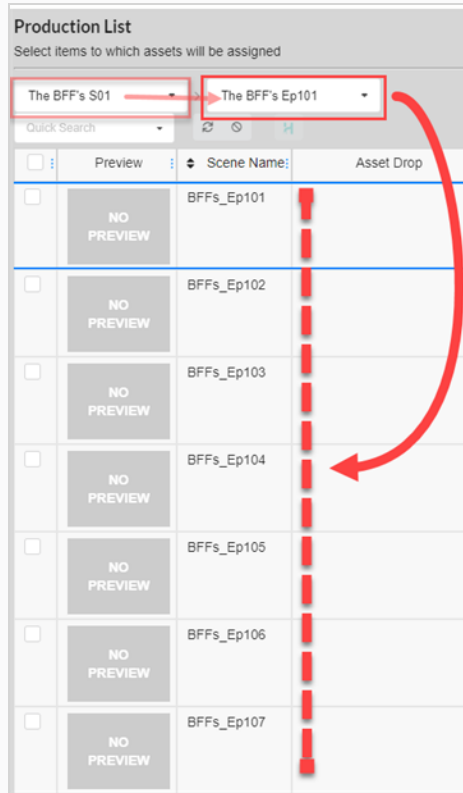 Production List
Select items to which assets will be assigned
The BFF's S01
The BFF's Ep101
Quick Search
Preview
Scene Name
Asset Drop
NO
PREVIEW
BFFs_Ep101
NO
PREVIEW
BFFs_Ep102
NO
PREVIEW
BFFs_Ep103
NO
PREVIEW
BFFs_Ep104
NO
PREVIEW
BFFs_Ep105
NO
PREVIEW
BFFs_Ep106
NO
PREVIEW
BFFs_Ep107